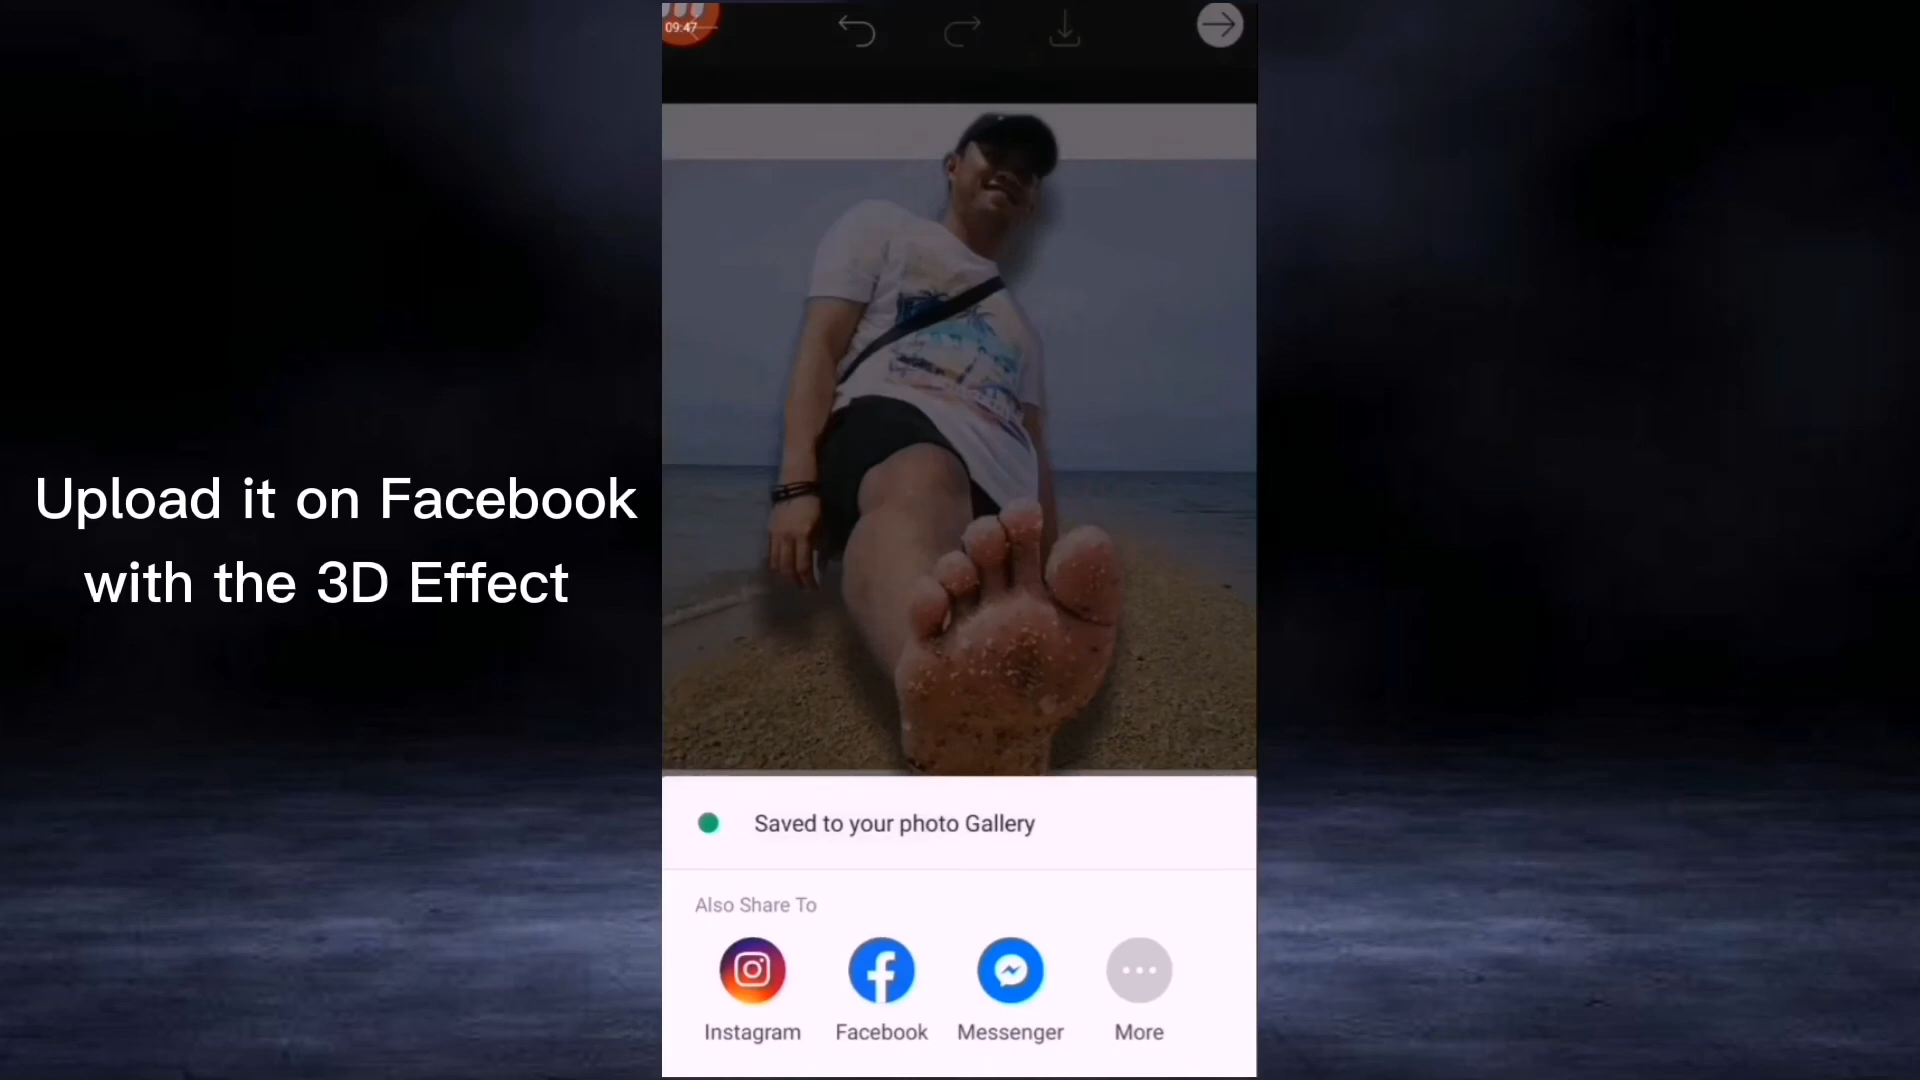 09:47
Upload it on Facebook
with the 3D Effect
Saved to your photo Gallery
Also Share To
Instagram
Facebook
Messenger
More